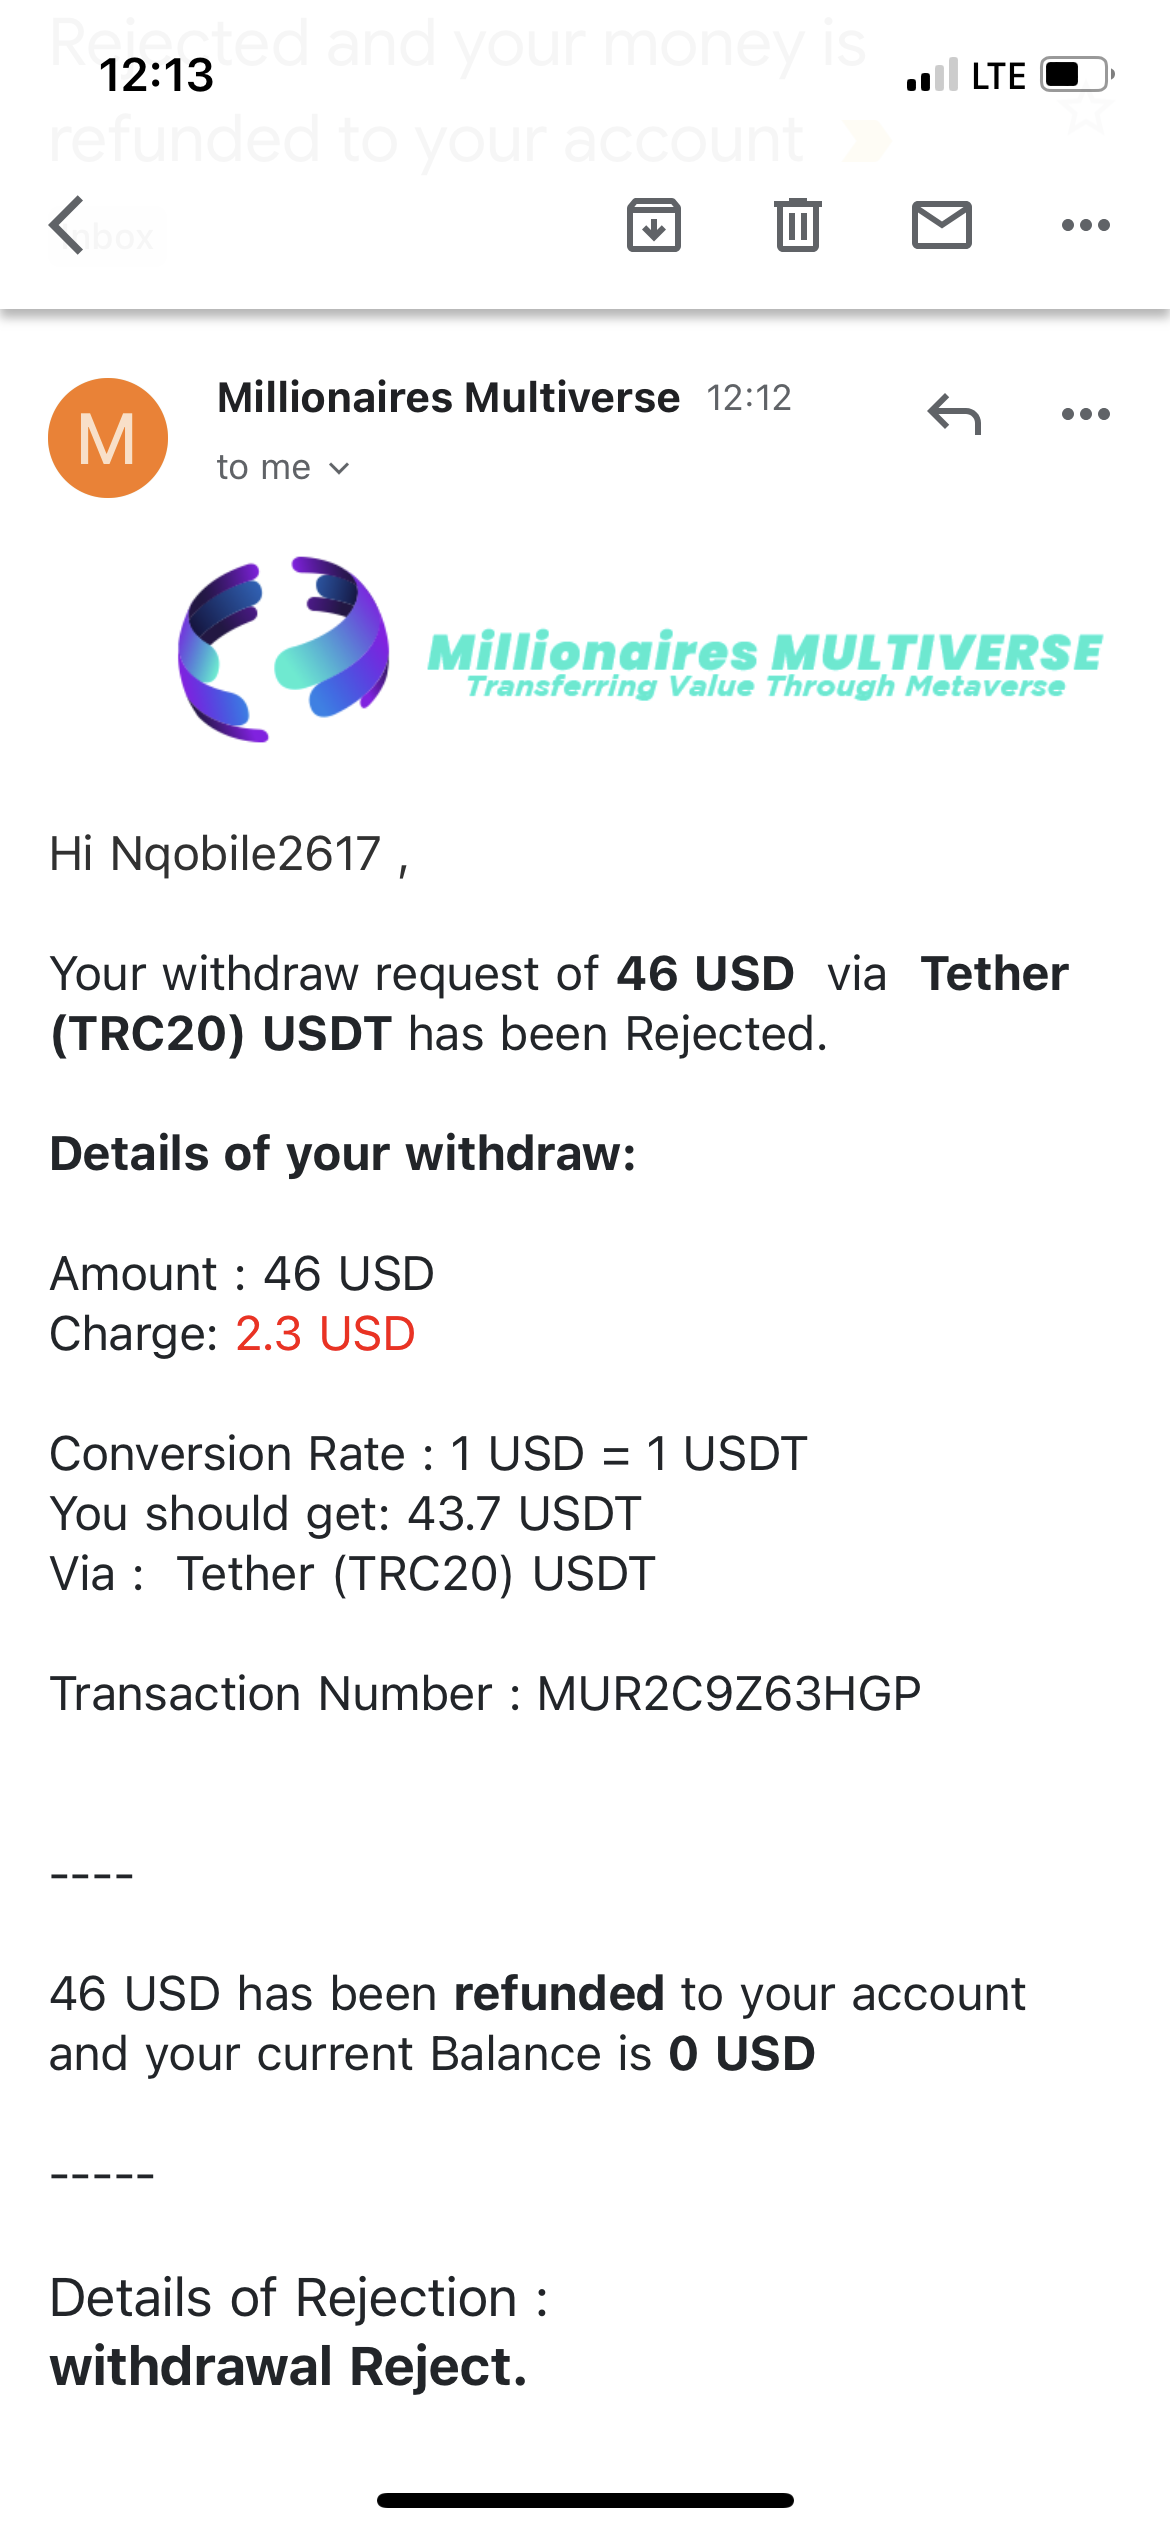 Rejected and your money is
12:13
LTE
refunded to your account
Inbox
Millionaires Multiverse 12:12
M
to me
Millionaires MULTIVERSE
Transferring Value Through Metaverse
Hi Nqobile2617 ,
Your withdraw request of 46 USD via Tether
(TRC20) USDT has been Rejected.
Details of your withdraw:
Amount : 46 USD
Charge: 2.3 USD
Conversion Rate : 1 USD = 1 USDT
You should get: 43.7 USDT
Via : Tether (TRC20) USDT
Transaction Number : MUR2C9Z63HGP
----
46 USD has been refunded to your account
and your current Balance is 0 USD
-----
Details of Rejection :
withdrawal Reject.